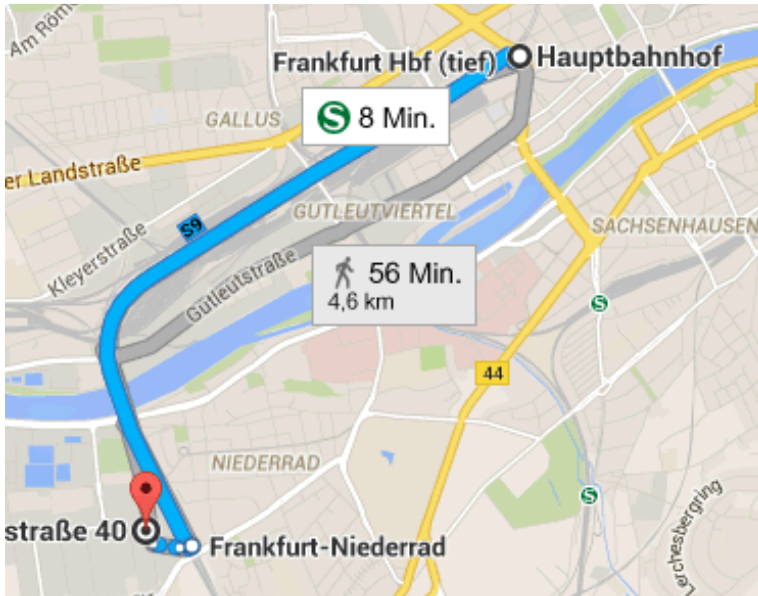 Am Röm
Frankfurt Hbf (tief)
Hauptbahnhof
GALLUS
S 8 Min.
er Landstraße
GUTLEUTVIERTEL
SACHSENHAUSEN
S9
Kleyerstraße
Gutleutstraße
56 Min.
4,6 km
S
44
NIEDERRAD
S
straße 40
Frankfurt-Niederrad
Lerchesbergring